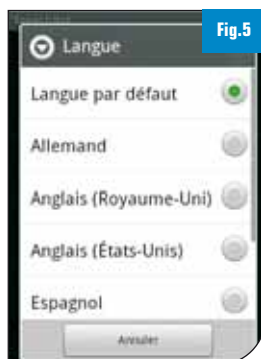 Fig.5
Langue
Langue par défaut
Allemand
Anglais (Royaume-Uni)
Anglais (États-Unis)
Espagnol
Annuler